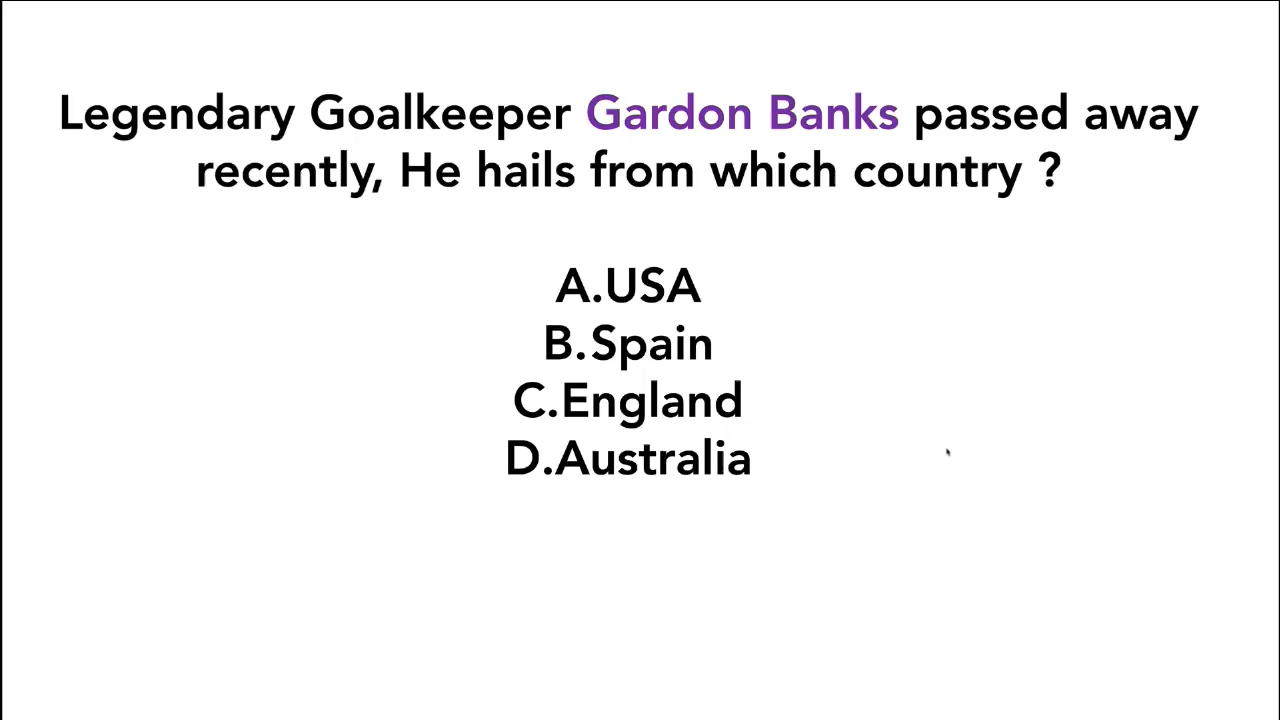 Legendary Goalkeeper Gardon Banks passed away
recently, He hails from which country ?
A.USA
B.Spain
C.England
D.Australia